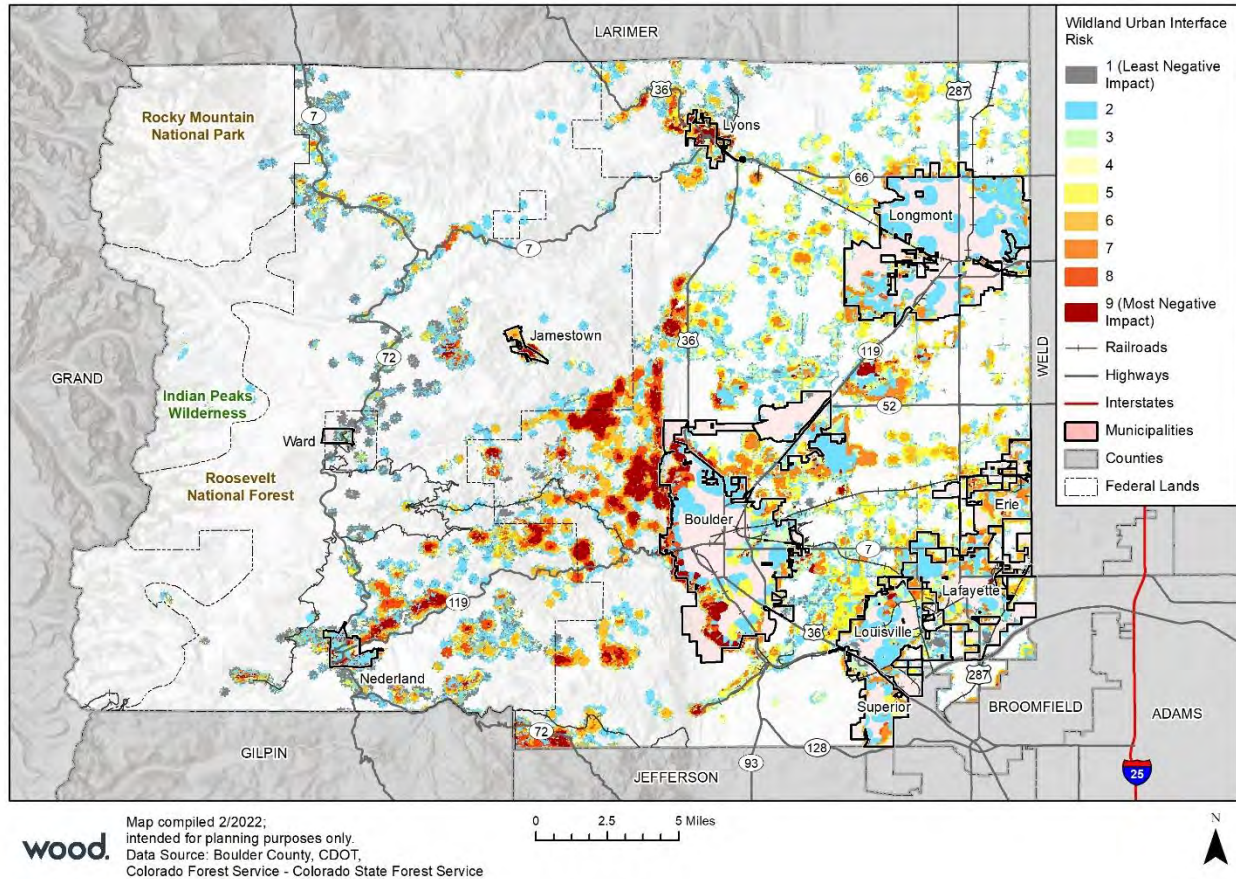 LARIMER
Rocky Mountain
National Park
7
36
287
Lyons
66
Longmont
7
Jamestown
72
36
119
GRAND
WELD
Indian Peaks
Wilderness
52
Ward
Roosevelt
National Forest
Boulder
Erie
7
Lafayette
119
36
Louisville
Nederland
287
Superior
BROOMFIELD
ADAMS
72
GILPIN
128
93
JEFFERSON
25
Wildland Urban Interface
Risk
1 (Least Negative
Impact)
2
3
4
5
6
7
8
9 (Most Negative
Impact)
Railroads
Highways
Interstates
Municipalities
Counties
Federal Lands
wood.
Map compiled 2/2022;
intended for planning purposes only.
Data Source: Boulder County, CDOT,
Colorado Forest Service - Colorado State Forest Service
0 2.5 5 Miles
N